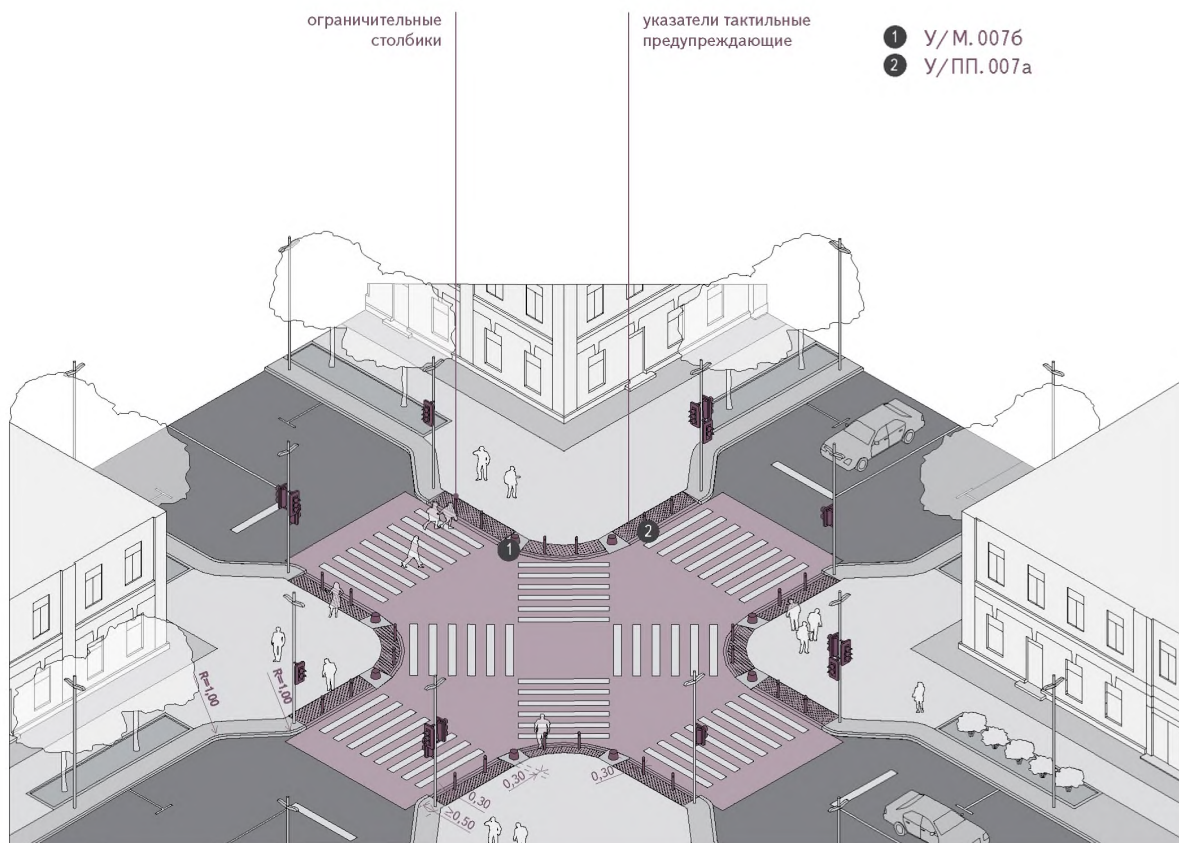 ограничительные
столбики
указатели тактильные
предупреждающие
1 У/М.007б
2 У/ПП.007а
1
2
R=1,00
R=1,00
0,30
0,30
0,30
≥0,50